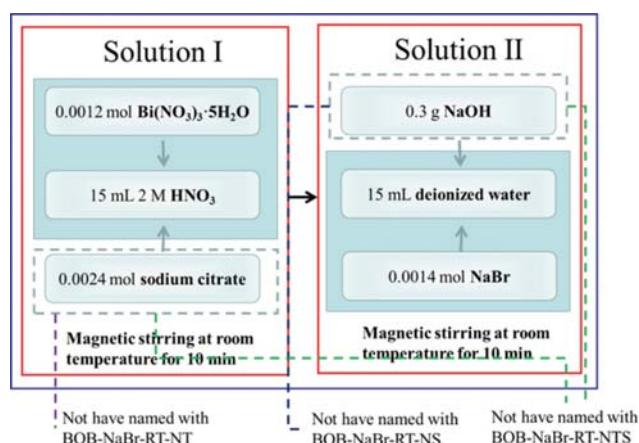 Solution I
0.0012 mol Bi(NO₃)₃·5H₂O
15 mL 2 M HNO₃
0.0024 mol sodium citrate
Magnetic stirring at room
temperature for 10 min
Solution II
0.3 g NaOH
15 mL deionized water
0.0014 mol NaBr
Magnetic stirring at room
temperature for 10 min
Not have named with
BOB-NaBr-RT-NT
Not have named with
BOB-NaBr-RT-NS
Not have named with
BOB-NaBr-RT-NTS